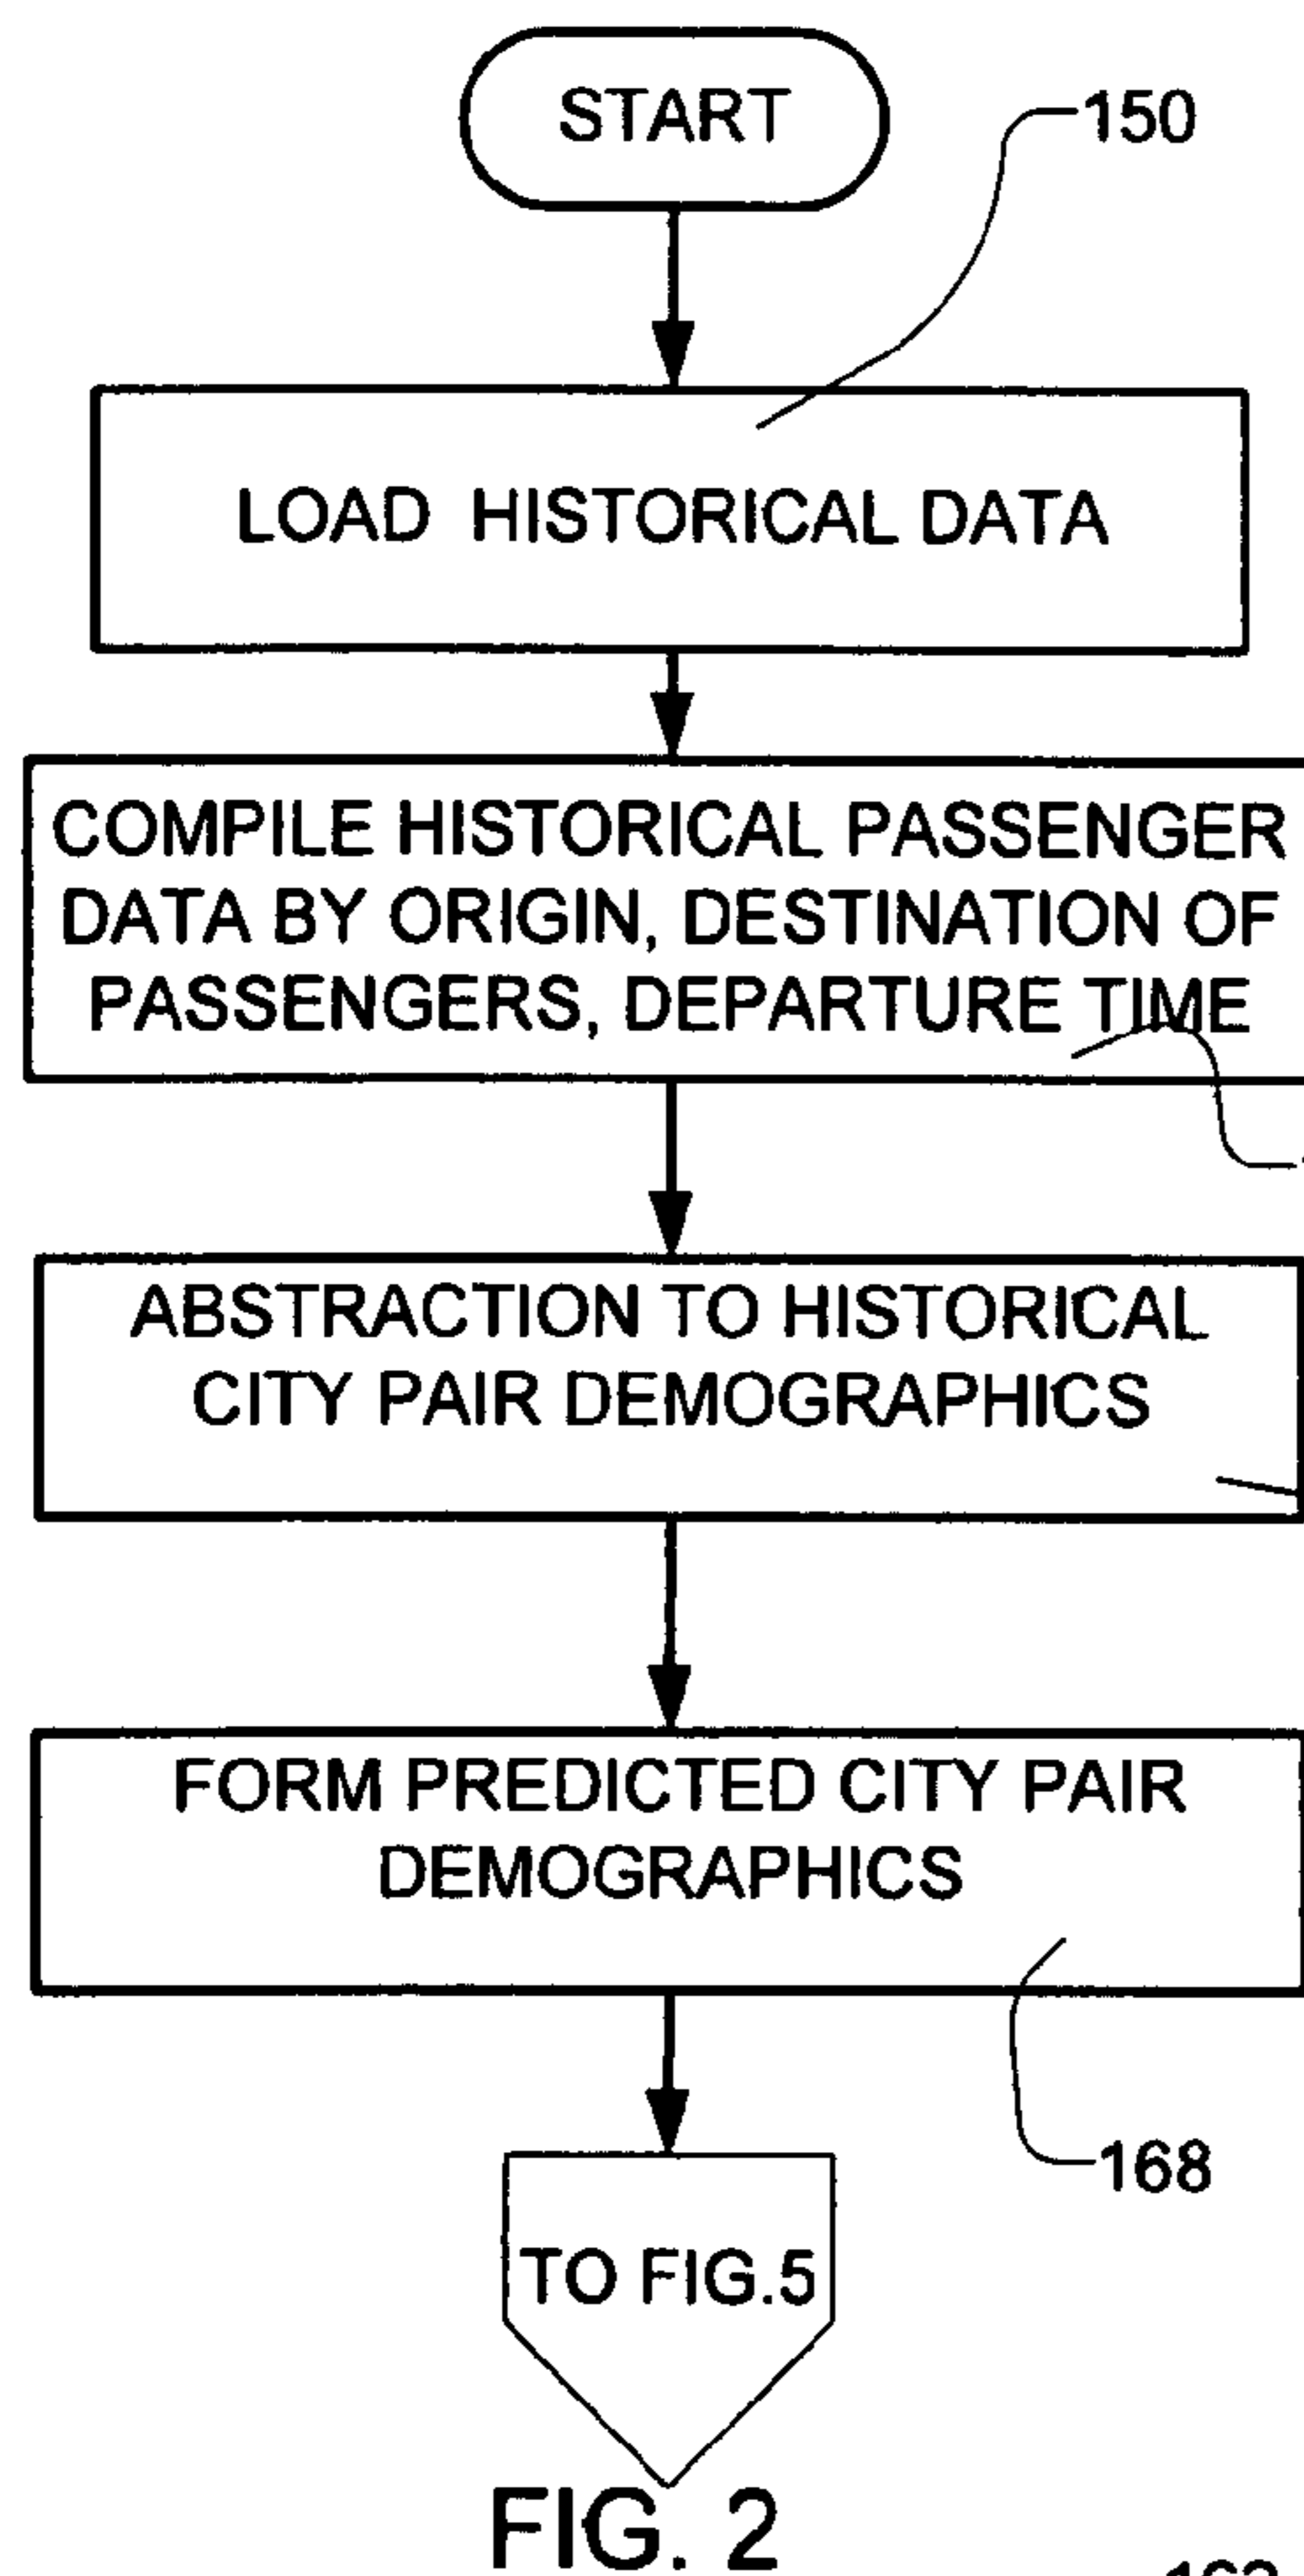 START
150
LOAD HISTORICAL DATA
COMPILE HISTORICAL PASSENGER
DATA BY ORIGIN, DESTINATION OF
PASSENGERS, DEPARTURE TIME
ABSTRACTION TO HISTORICAL
CITY PAIR DEMOGRAPHICS
FORM PREDICTED CITY PAIR
DEMOGRAPHICS
168
TO FIG.5
FIG. 2